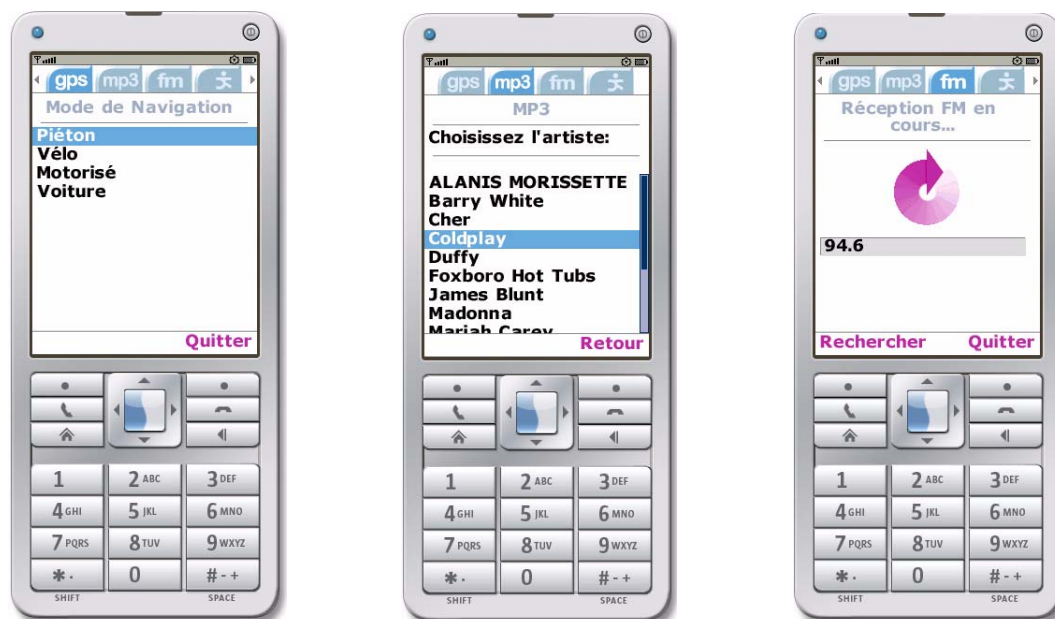 gps mp3 fm
Mode de Navigation
Piéton
Vélo
Motorisé
Voiture
Quitter
1 2 ABC 3 DEF
4 GHI 5 JKL 6 MNO
7 PQRS 8 TUV 9 WXYZ
* . 0 # - +
SHIFT SPACE
gps mp3 fm
MP3
Choisissez l'artiste:
ALANIS MORISSETTE
Barry White
Cher
Coldplay
Duffy
Foxboro Hot Tubs
James Blunt
Madonna
Mariah Carey
Retour
1 2 ABC 3 DEF
4 GHI 5 JKL 6 MNO
7 PQRS 8 TUV 9 WXYZ
* . 0 # - +
SHIFT SPACE
gps mp3 fm
Réception FM en
cours...
94.6
Rechercher Quitter
1 2 ABC 3 DEF
4 GHI 5 JKL 6 MNO
7 PQRS 8 TUV 9 WXYZ
* . 0 # - +
SHIFT SPACE